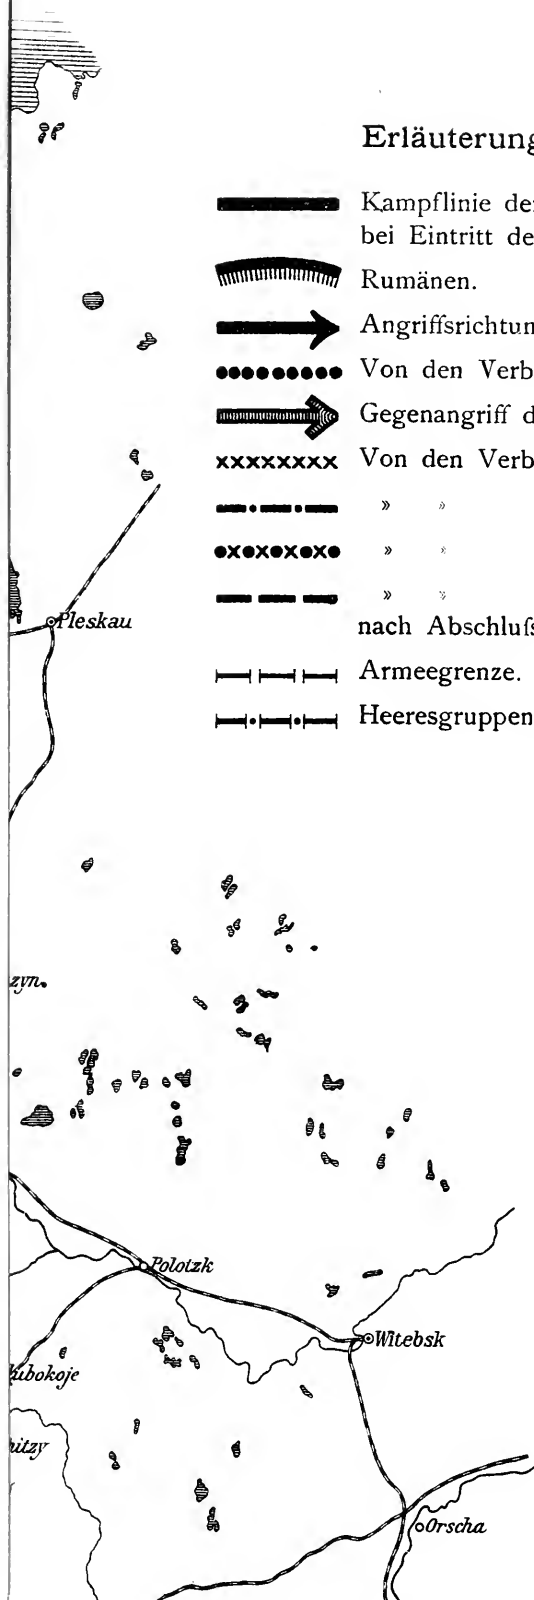 Erläuterung
Kampflinie der
bei Eintritt de
Rumänen.
Angriffsrichtun
Von den Verb
Gegenangriff d
Von den Verb
» »
» »
» »
nach Abschluß
Armeegrenze.
Heeresgruppen
Pleskau
zyn.
Polotzk
Witebsk
ubokoje
itzy
Orscha